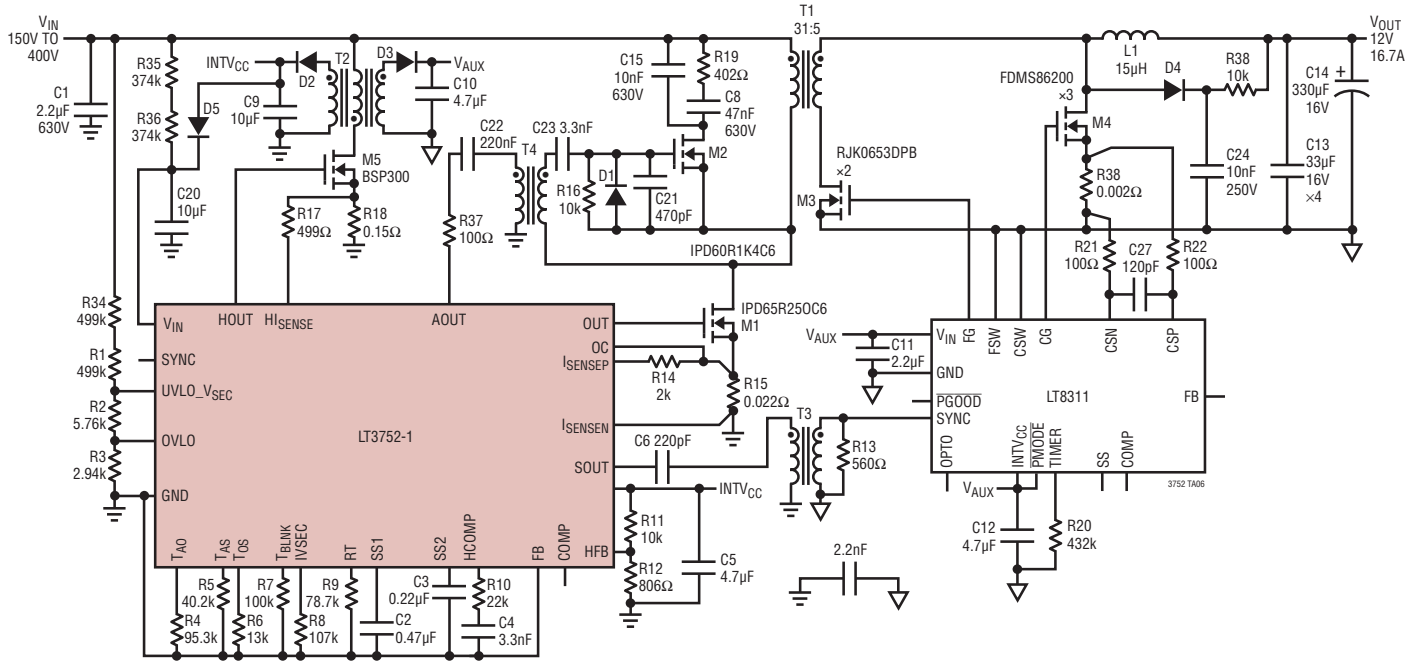 T1
31:5
VIN
150V TO
400V
C1
2.2µF
630V
R35
374k
R36
374k
D5
C20
10µF
INTVCC
D2
C9
10µF
T2
D3
VAUX
C10
4.7µF
M5
BSP300
R17
499Ω
R18
0.15Ω
C22
220nF
R37
100Ω
T4
C23 3.3nF
R16
10k
D1
C21
470pF
C15
10nF
630V
R19
402Ω
C8
47nF
630V
M2
IPD60R1K4C6
RJK0653DPB
×2
M3
FDMS86200
×3
M4
L1
15µH
D4
R38
10k
VOUT
12V
16.7A
C14
330µF
16V
+
C24
10nF
250V
C13
33µF
16V
×4
R38
0.002Ω
R21
100Ω
C27
120pF
R22
100Ω
R34
499k
R1
499k
R2
5.76k
R3
2.94k
VIN
SYNC
UVLO_VSEC
OVLO
GND
HOUT
HISENSE
AOUT
OUT
OC
ISENSEP
ISENSEN
SOUT
LT3752-1
TAO
TAS
TOS
TBLNK
IVSEC
RT
SS1
SS2
HCOMP
FB
COMP
HFB
IPD65R25OC6
M1
R14
2k
R15
0.022Ω
C6 220pF
T3
R13
560Ω
INTVCC
R11
10k
R12
806Ω
C5
4.7µF
R5
40.2k
R4
95.3k
R6
13k
R7
100k
R8
107k
R9
78.7k
C2
0.47µF
C3
0.22µF
R10
22k
C4
3.3nF
2.2nF
VAUX
C11
2.2µF
VIN
GND
PGOOD
SYNC
FG
FSW
CSW
CG
CSN
CSP
LT8311
FB
OPTO
INTVCC
PMODE
TIMER
SS
COMP
3752 TA06
VAUX
C12
4.7µF
R20
432k